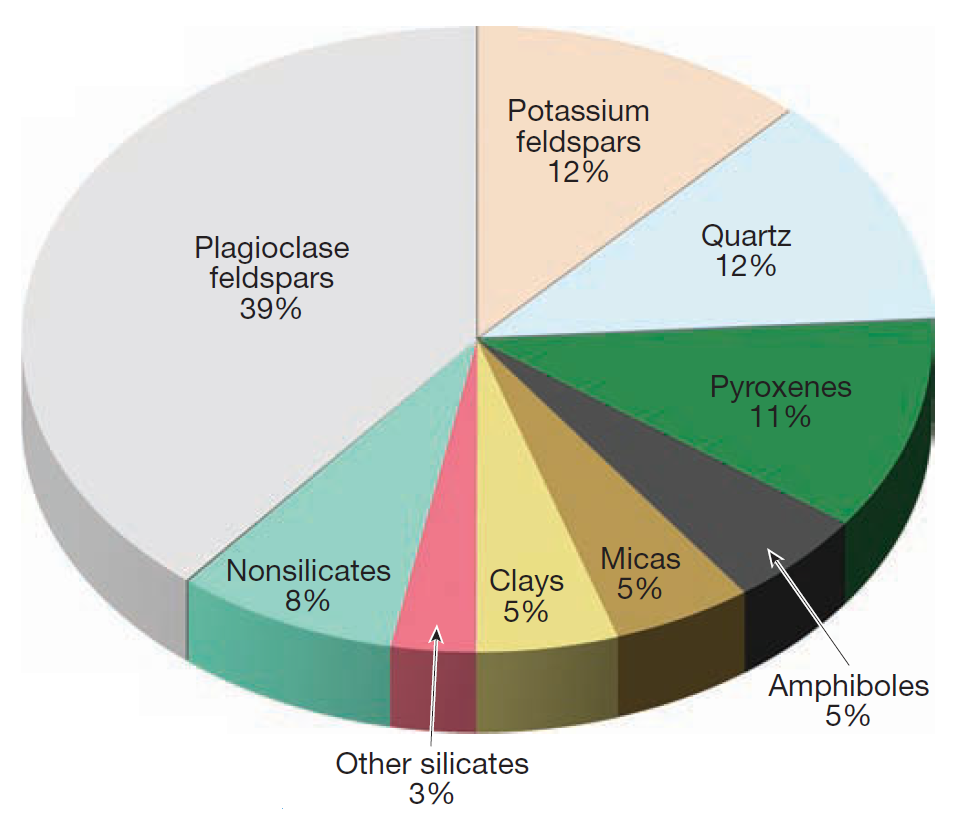 Potassium
feldspars
12%
Quartz
12%
Plagioclase
feldspars
39%
Pyroxenes
11%
Nonsilicates
8%
Clays
5%
Micas
5%
Amphiboles
5%
Other silicates
3%